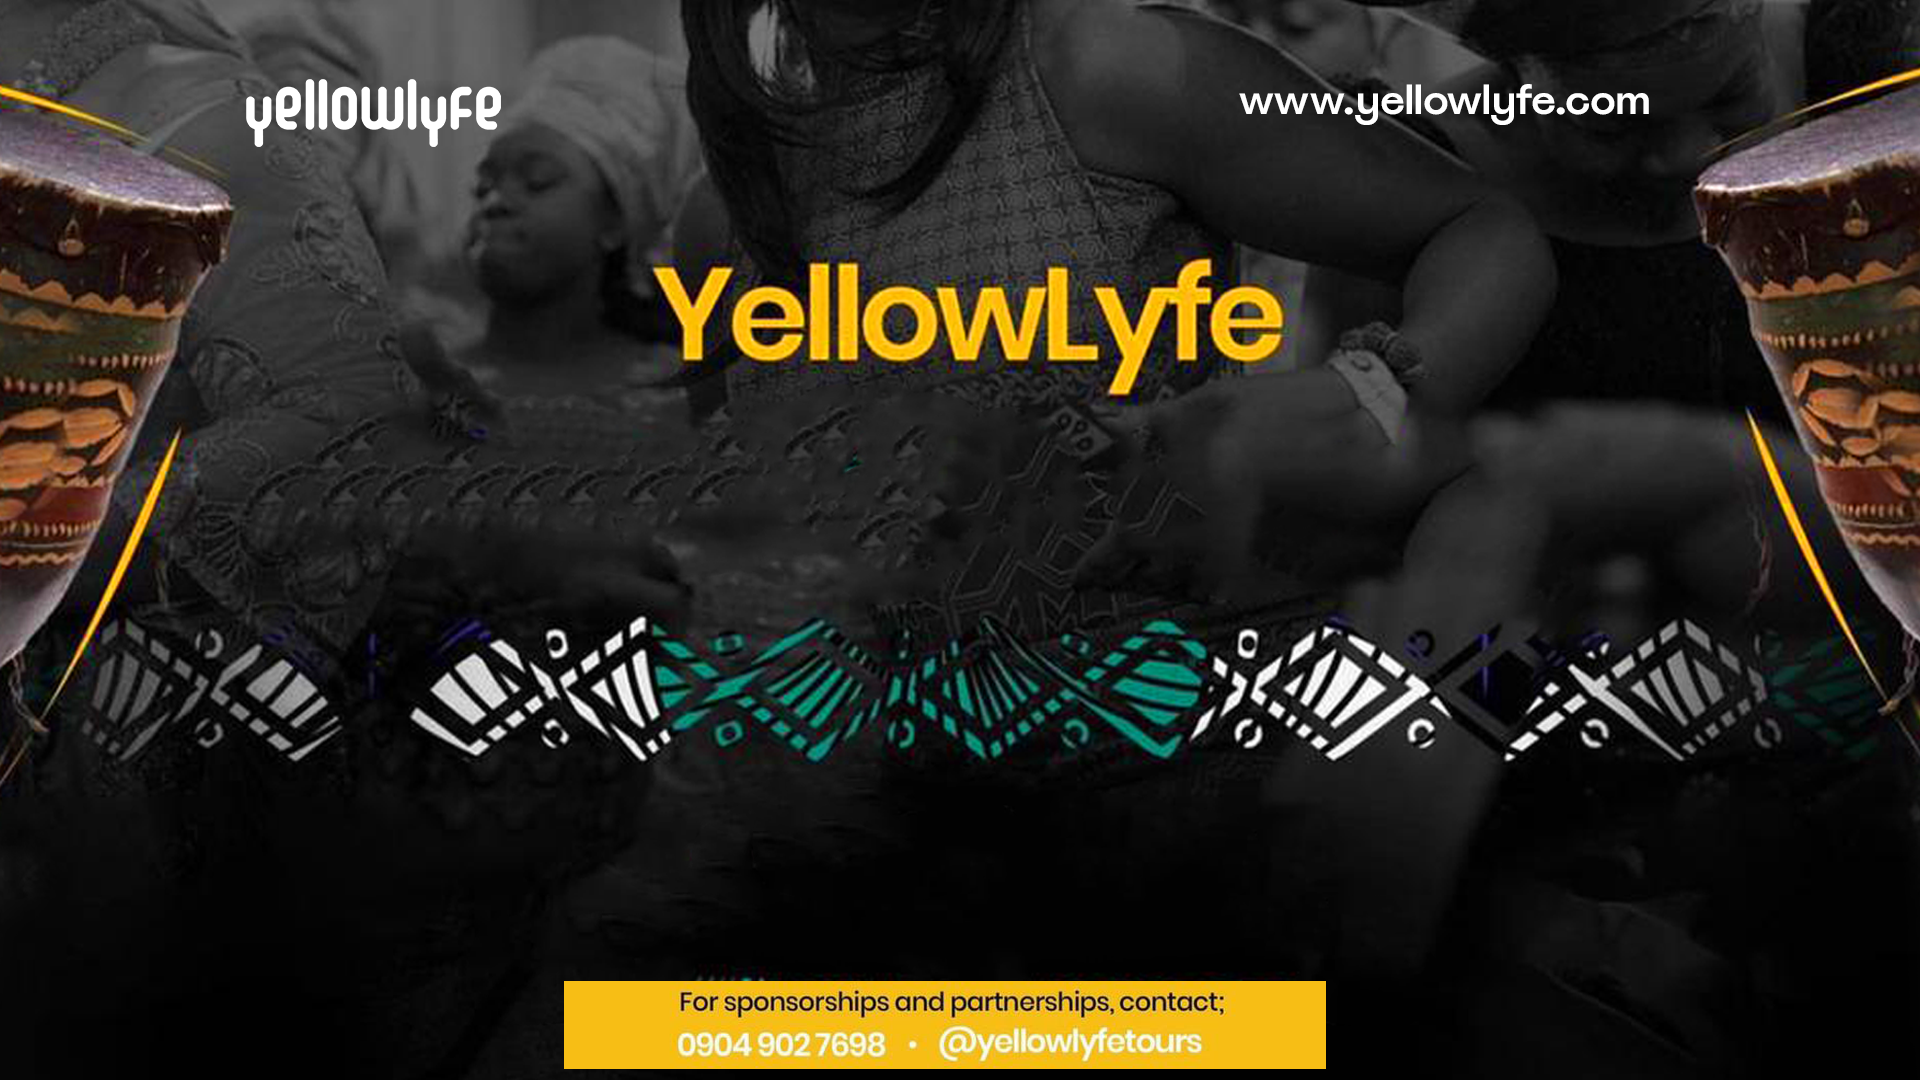 yellowlyfe
www.yellowlyfe.com
YellowLyfe
For sponsorships and partnerships, contact;
0904 902 7698 • @yellowlyfetours